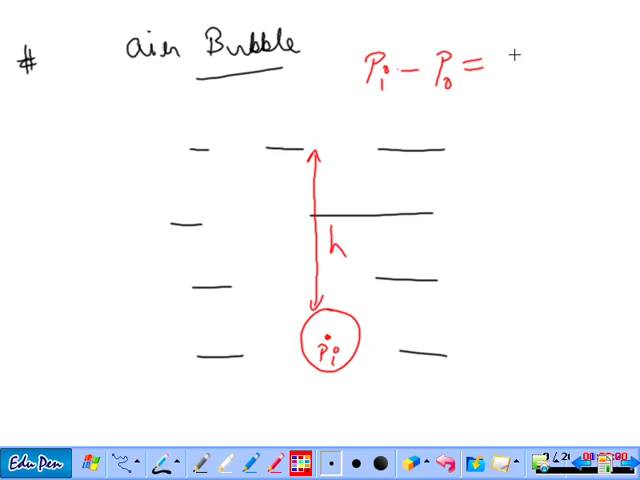 # air Bubble
Pᵢ - P₀ =
h
Pᵢ
Edu Pen